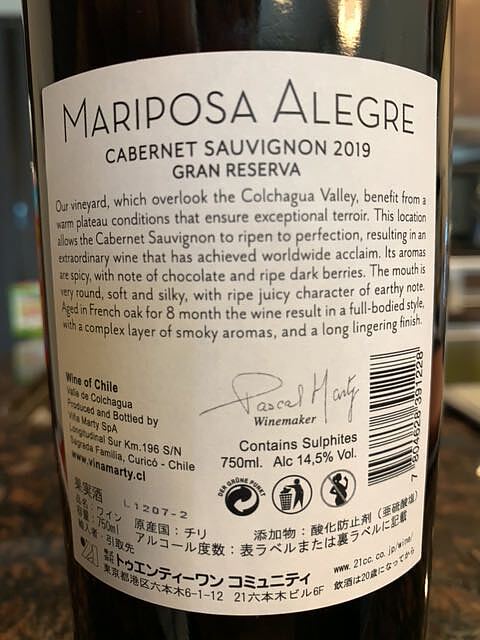 MARIPOSA ALEGRE
CABERNET SAUVIGNON 2019
GRAN RESERVA
Our vineyard, which overlook the Colchagua Valley, benefit from a
warm plateau conditions that ensure exceptional terroir. This location
allows the Cabernet Sauvignon to ripen to perfection, resulting in an
extraordinary wine that has achieved worldwide acclaim. Its aromas
are spicy, with note of chocolate and ripe dark berries. The mouth is
very round, soft and silky, with ripe juicy character of earthy note.
Aged in French oak for 8 month the wine result in a full-bodied style,
with a complex layer of smoky aromas, and a long lingering finish.
Wine of Chile
Valle de Colchagua
Produced and Bottled by
Viña Marty SpA
Longitudinal Sur Km.196 S/N
Sagrada Familia, Curicó - Chile
www.vinamarty.cl
Pascal Marty
Winemaker
Contains Sulphites
750ml. Alc 14,5% Vol.
DER GRÜNE PUNKT
7 804628 391228
果実酒 L1207-2
品名：ワイン 原産国：チリ 添加物：酸化防止剤（亜硫酸塩）
容量：750ml アルコール度数：表ラベルまたは裏ラベルに記載
輸入者・引取先
株式会社 トゥエンティーワン コミュニティ www.21cc.co.jp/wine/
東京都港区六本木6-1-12 21六本木ビル6F 飲酒は20歳になってから